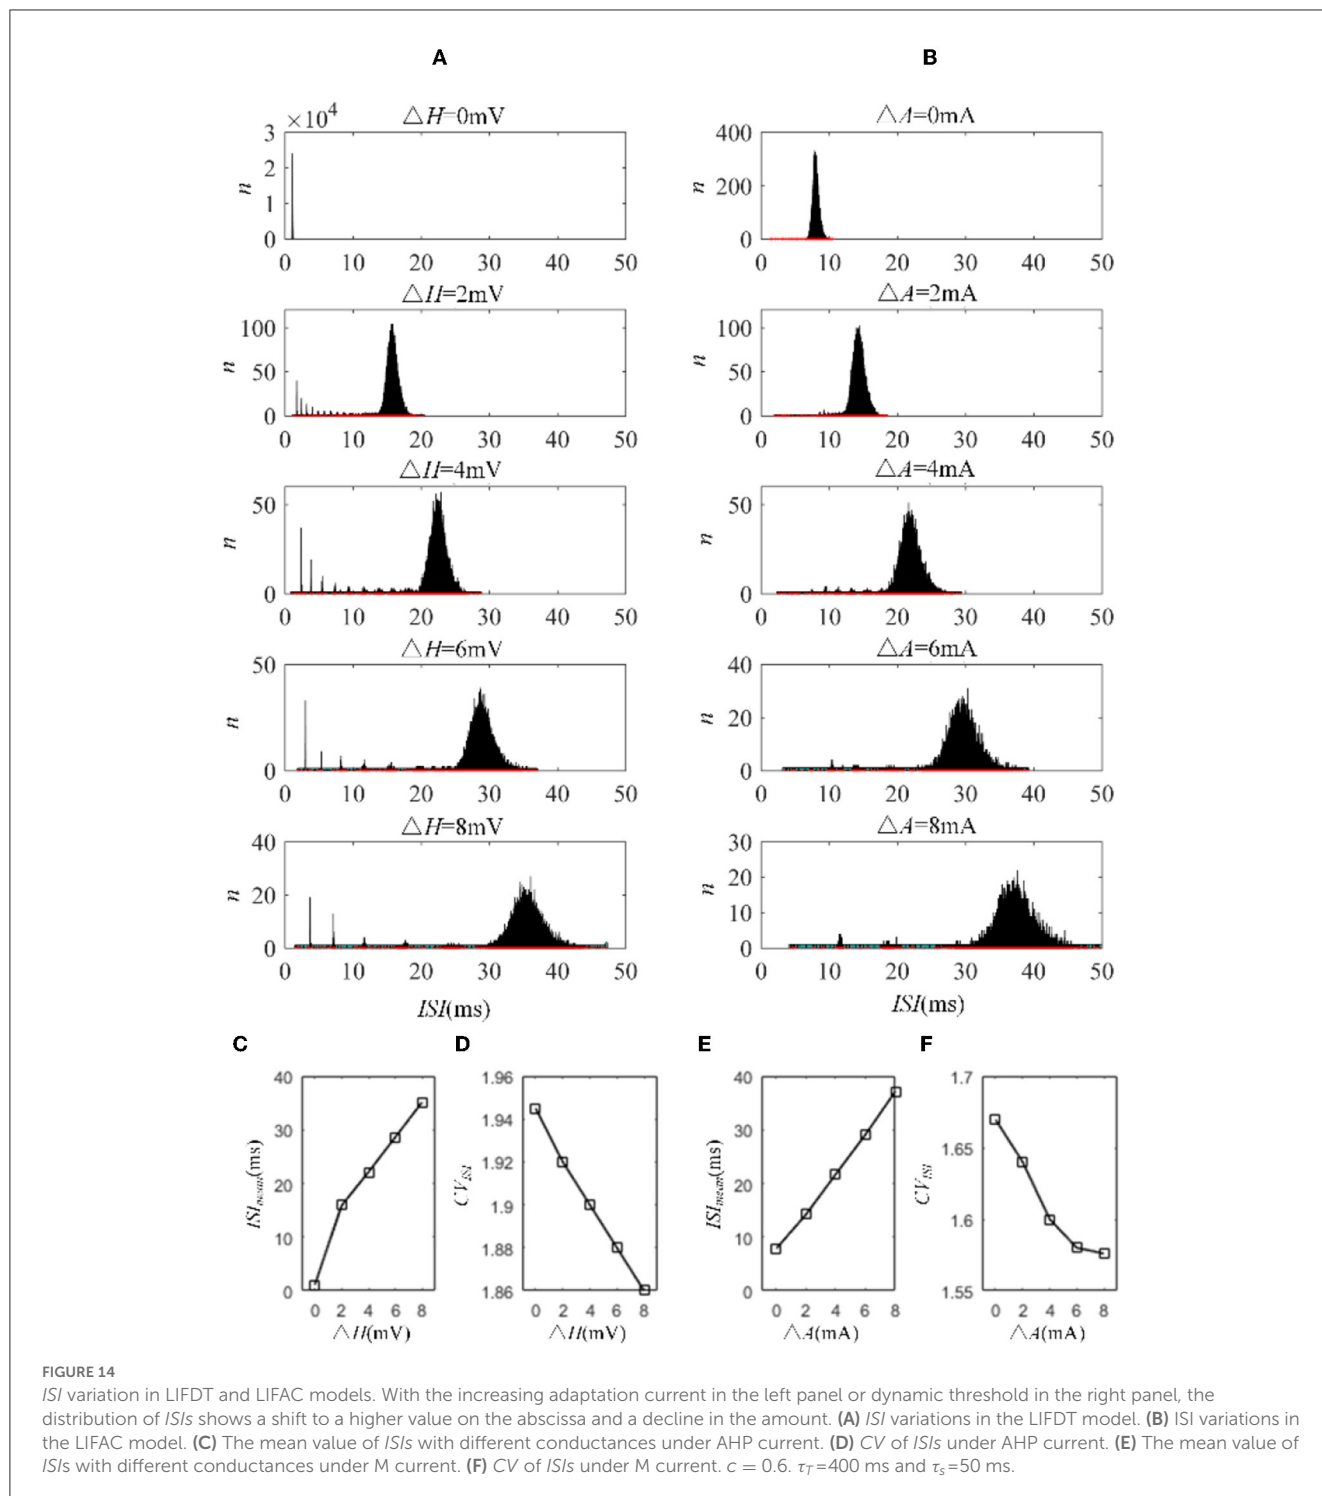 A B
×10⁴
△H=0mV △A=0mA
3
2
1
0
n
0 10 20 30 40 50
400
200
0
n
0 10 20 30 40 50
△H=2mV △A=2mA
100
50
0
n
0 10 20 30 40 50
100
50
0
n
0 10 20 30 40 50
△H=4mV △A=4mA
50
0
n
0 10 20 30 40 50
50
0
n
0 10 20 30 40 50
△H=6mV △A=6mA
50
0
n
0 10 20 30 40 50
40
20
0
n
0 10 20 30 40 50
△H=8mV △A=8mA
40
20
0
n
0 10 20 30 40 50
ISI(ms)
30
20
10
0
n
0 10 20 30 40 50
ISI(ms)
C D E F
40
30
20
10
0
ISI_mean(ms)
0 2 4 6 8
△H(mV)
1.96
1.94
1.92
1.9
1.88
1.86
CV_ISI
0 2 4 6 8
△H(mV)
40
30
20
10
0
ISI_mean(ms)
0 2 4 6 8
△A(mA)
1.7
1.65
1.6
1.55
CV_ISI
0 2 4 6 8
△A(mA)
FIGURE 14
ISI variation in LIFDT and LIFAC models. With the increasing adaptation current in the left panel or dynamic threshold in the right panel, the
distribution of ISIs shows a shift to a higher value on the abscissa and a decline in the amount. (A) ISI variations in the LIFDT model. (B) ISI variations in
the LIFAC model. (C) The mean value of ISIs with different conductances under AHP current. (D) CV of ISIs under AHP current. (E) The mean value of
ISIs with different conductances under M current. (F) CV of ISIs under M current. c = 0.6. τ_T=400 ms and τ_s=50 ms.